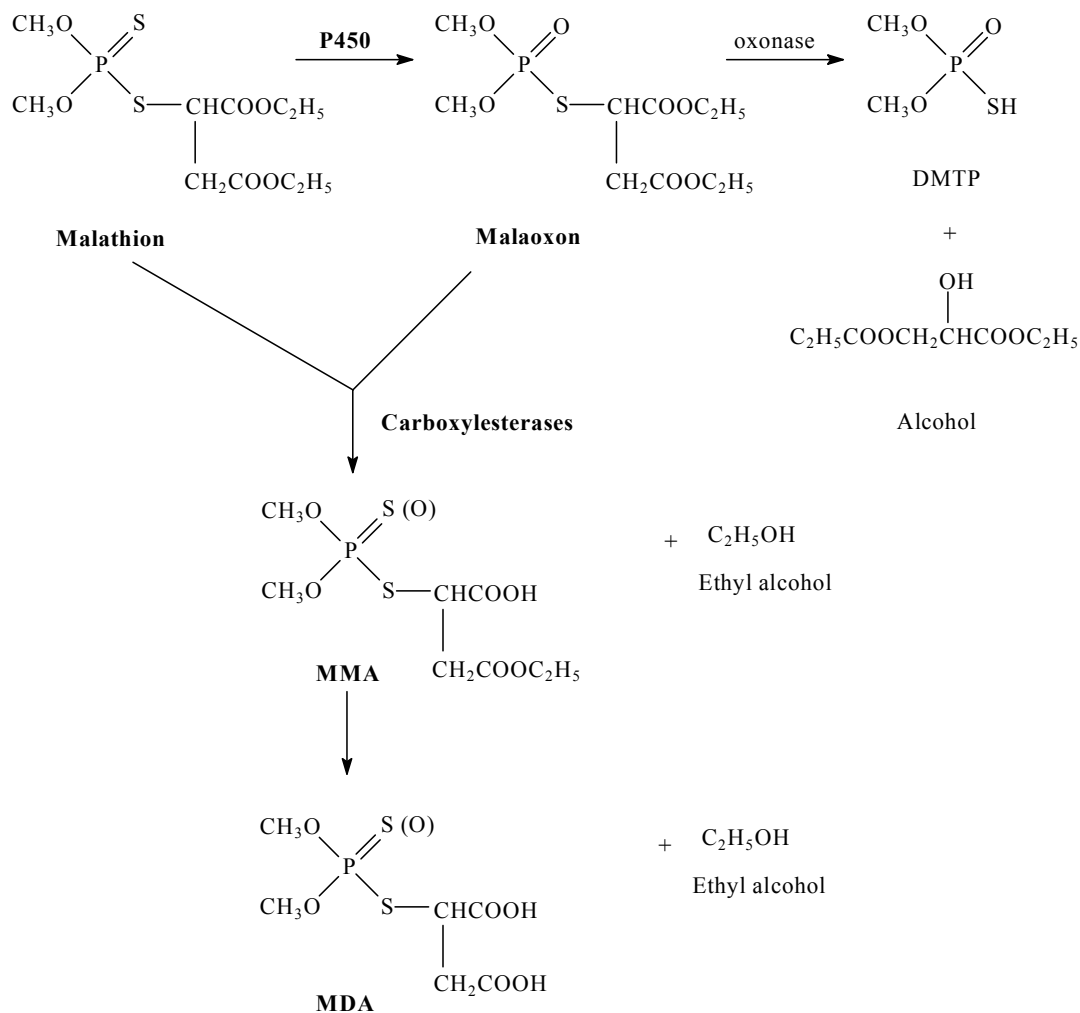 CH₃O S
P
CH₃O S CHCOOC₂H₅
CH₂COOC₂H₅
Malathion
P450
CH₃O O
P
CH₃O S CHCOOC₂H₅
CH₂COOC₂H₅
Malaoxon
oxonase
CH₃O O
P
CH₃O SH
DMTP
+
OH
C₂H₅COOCH₂CHCOOC₂H₅
Alcohol
Carboxylesterases
CH₃O S (O)
P
CH₃O S CHCOOH
CH₂COOC₂H₅
MMA
+ C₂H₅OH
Ethyl alcohol
CH₃O S (O)
P
CH₃O S CHCOOH
CH₂COOH
MDA
+ C₂H₅OH
Ethyl alcohol